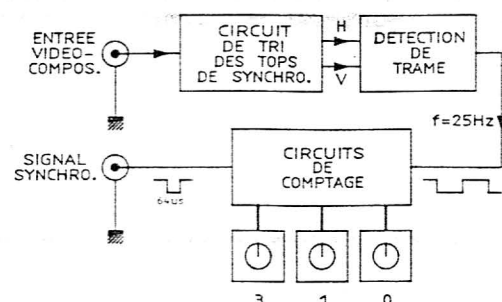 ENTREE
VIDEO-
COMPOS.
CIRCUIT
DE TRI
DES TOPS
DE SYNCHRO.
H
V
DETECTION
DE
TRAME
f=25Hz
SIGNAL
SYNCHRO.
64us
CIRCUITS
DE
COMPTAGE
3 1 0